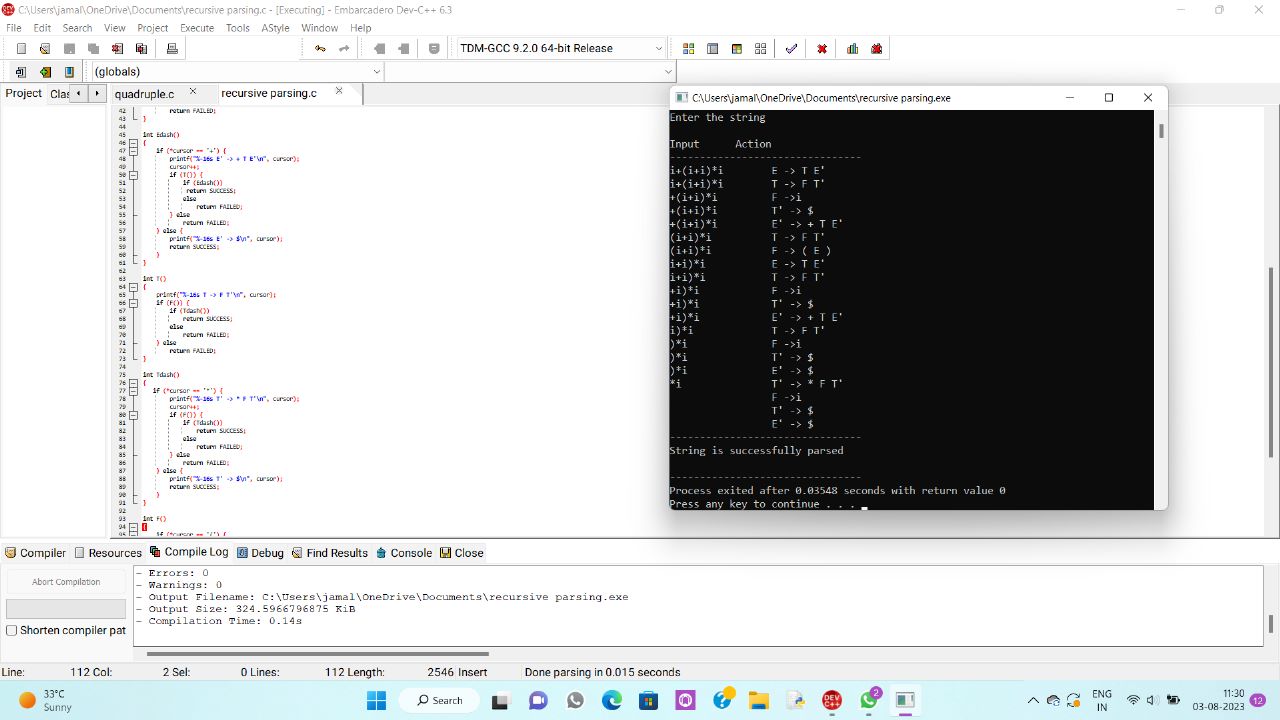 C:\Users\jamal\OneDrive\Documents\recursive parsing.c - [Executing] - Embarcadero Dev-C++ 6.3
File Edit Search View Project Execute Tools AStyle Window Help
TDM-GCC 9.2.0 64-bit Release
(globals)
Project Clas quadruple.c recursive parsing.c
42 return FAILED;
43 }
44
45 int Edash()
46 {
47 if (*cursor == '+') {
48 printf("%-16s E' -> + T E'\n", cursor);
49 cursor++;
50 if (T()) {
51 if (Edash())
52 return SUCCESS;
53 else
54 return FAILED;
55 } else
56 return FAILED;
57 } else {
58 printf("%-16s E' -> $\n", cursor);
59 return SUCCESS;
60 }
61 }
62
63 int T()
64 {
65 printf("%-16s T -> F T'\n", cursor);
66 if (F()) {
67 if (Tdash())
68 return SUCCESS;
69 else
70 return FAILED;
71 } else
72 return FAILED;
73 }
74
75 int Tdash()
76 {
77 if (*cursor == '*') {
78 printf("%-16s T' -> * F T'\n", cursor);
79 cursor++;
80 if (F()) {
81 if (Tdash())
82 return SUCCESS;
83 else
84 return FAILED;
85 } else
86 return FAILED;
87 } else {
88 printf("%-16s T' -> $\n", cursor);
89 return SUCCESS;
90 }
91 }
92
93 int F()
94 {
95 if (*cursor == '(') {
C:\Users\jamal\OneDrive\Documents\recursive parsing.exe
Enter the string
Input Action
--------------------------------
i+(i+i)*i E -> T E'
i+(i+i)*i T -> F T'
+(i+i)*i F ->i
+(i+i)*i T' -> $
+(i+i)*i E' -> + T E'
(i+i)*i T -> F T'
(i+i)*i F -> ( E )
i+i)*i E -> T E'
i+i)*i T -> F T'
+i)*i F ->i
+i)*i T' -> $
+i)*i E' -> + T E'
i)*i T -> F T'
)*i F ->i
)*i T' -> $
)*i E' -> $
*i T' -> * F T'
F ->i
T' -> $
E' -> $
--------------------------------
String is successfully parsed
--------------------------------
Process exited after 0.03548 seconds with return value 0
Press any key to continue . . .
Compiler Resources Compile Log Debug Find Results Console Close
Abort Compilation
Shorten compiler pat
- Errors: 0
- Warnings: 0
- Output Filename: C:\Users\jamal\OneDrive\Documents\recursive parsing.exe
- Output Size: 324.5966796875 KiB
- Compilation Time: 0.14s
Line: 112 Col: 2 Sel: 0 Lines: 112 Length: 2546 Insert Done parsing in 0.015 seconds
33°C
Sunny
Search
DEV C++
2
ENG
IN
11:30
03-08-2023
12